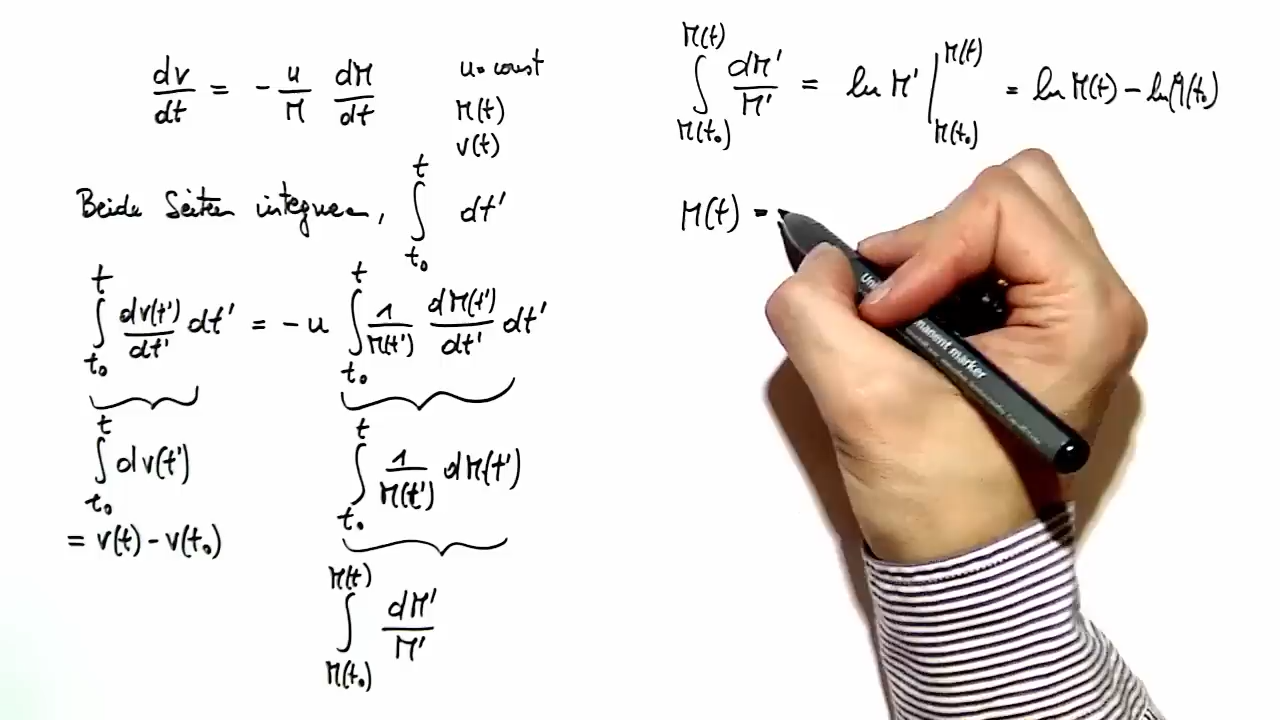 dv/dt = - u/M dM/dt
u = const
M(t)
v(t)
Beide Seiten integrieren, ∫_{t₀}^{t} dt'
∫_{t₀}^{t} dv(t')/dt' dt' = -u ∫_{t₀}^{t} 1/M(t') dM(t')/dt' dt'
∫_{t₀}^{t} dv(t')
∫_{t₀}^{t} 1/M(t') dM(t')
= v(t) - v(t₀)
∫_{M(t₀)}^{M(t)} dM'/M'
∫_{M(t₀)}^{M(t)} dM'/M' = ln M' |_{M(t₀)}^{M(t)} = ln M(t) - ln M(t₀)
M(t) =
manent marker